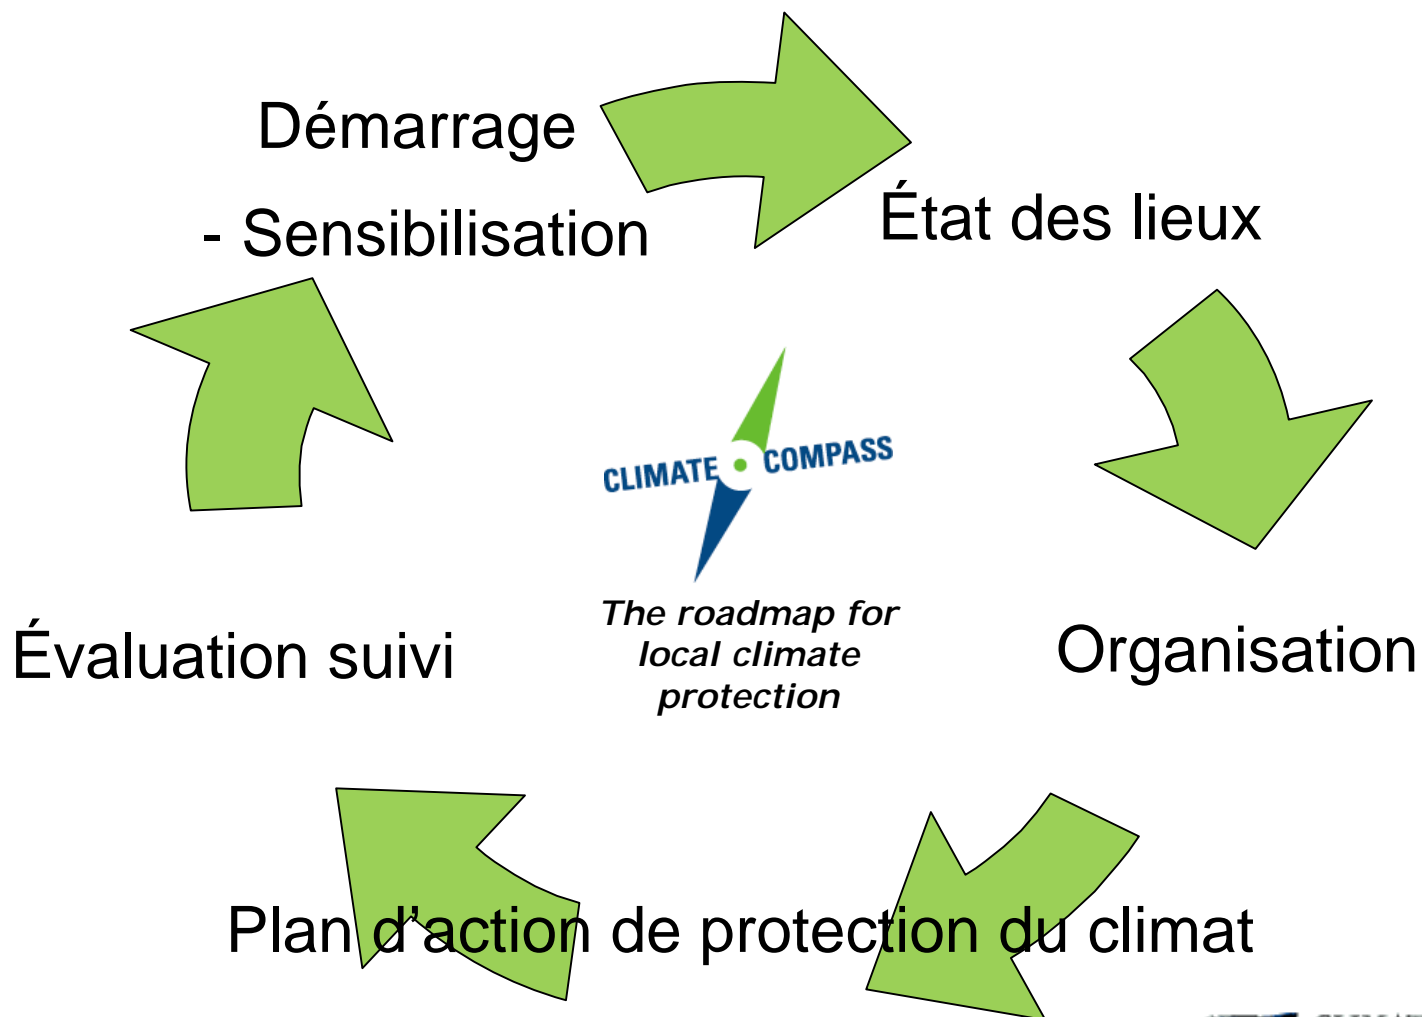 Démarrage
- Sensibilisation
État des lieux
CLIMATE COMPASS
The roadmap for
local climate
protection
Évaluation suivi
Organisation
Plan d’action de protection du climat